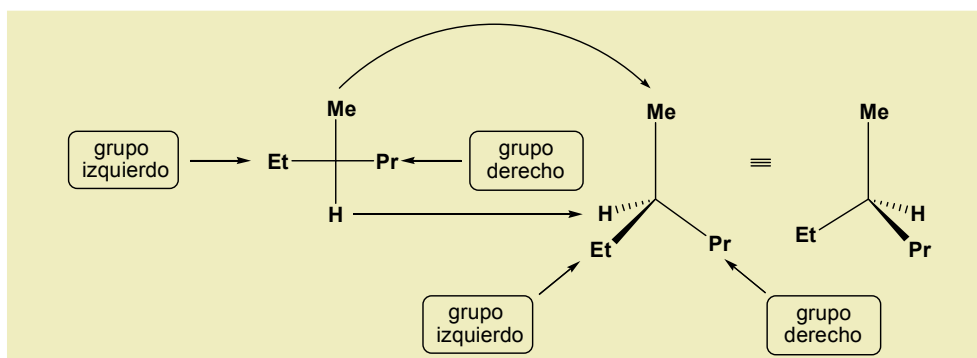 Me
grupo
izquierdo
Et
Pr
grupo
derecho
H
Me
H
Et
Pr
grupo
izquierdo
grupo
derecho
≡
Me
Et
H
Pr